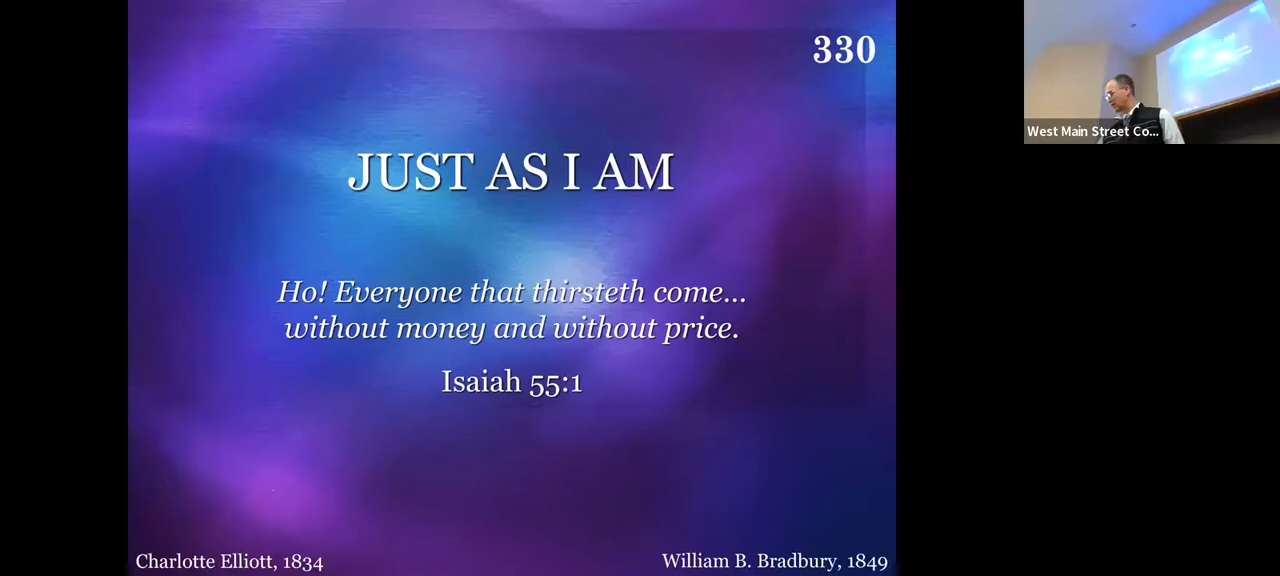 330
JUST AS I AM
Ho! Everyone that thirsteth come...
without money and without price.
Isaiah 55:1
Charlotte Elliott, 1834
William B. Bradbury, 1849
West Main Street Co...